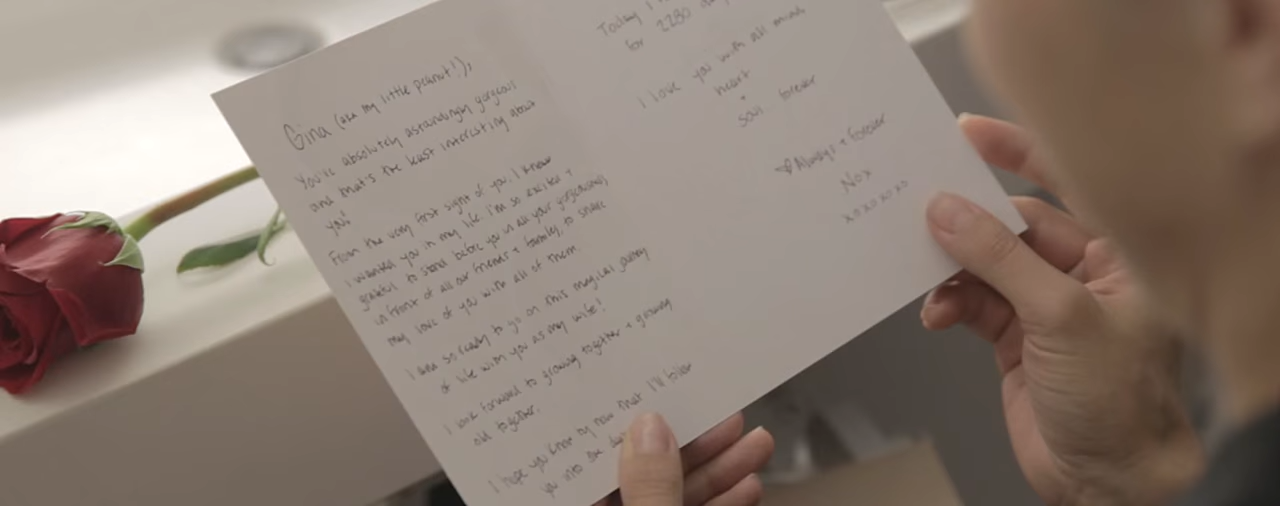 Gina (aka my little peanut!),
You're absolutely astoundingly gorgeous
and that's the least interesting about
you!
From the very first sight of you, I knew
I wanted you in my life. I'm so excited +
grateful to stand before you in all your gorgeousness,
in front of all our friends + family, to share
my love of you with all of them.
I am so ready to go on this magical journey
of life with you as my wife!
I look forward to growing together + growing
old together.
I hope you know by now that I'll love
you into the
Today I
for 2280
I love you with all mind
heart
+
soul forever
♡ Always + forever
Nox
xoxoxoxo